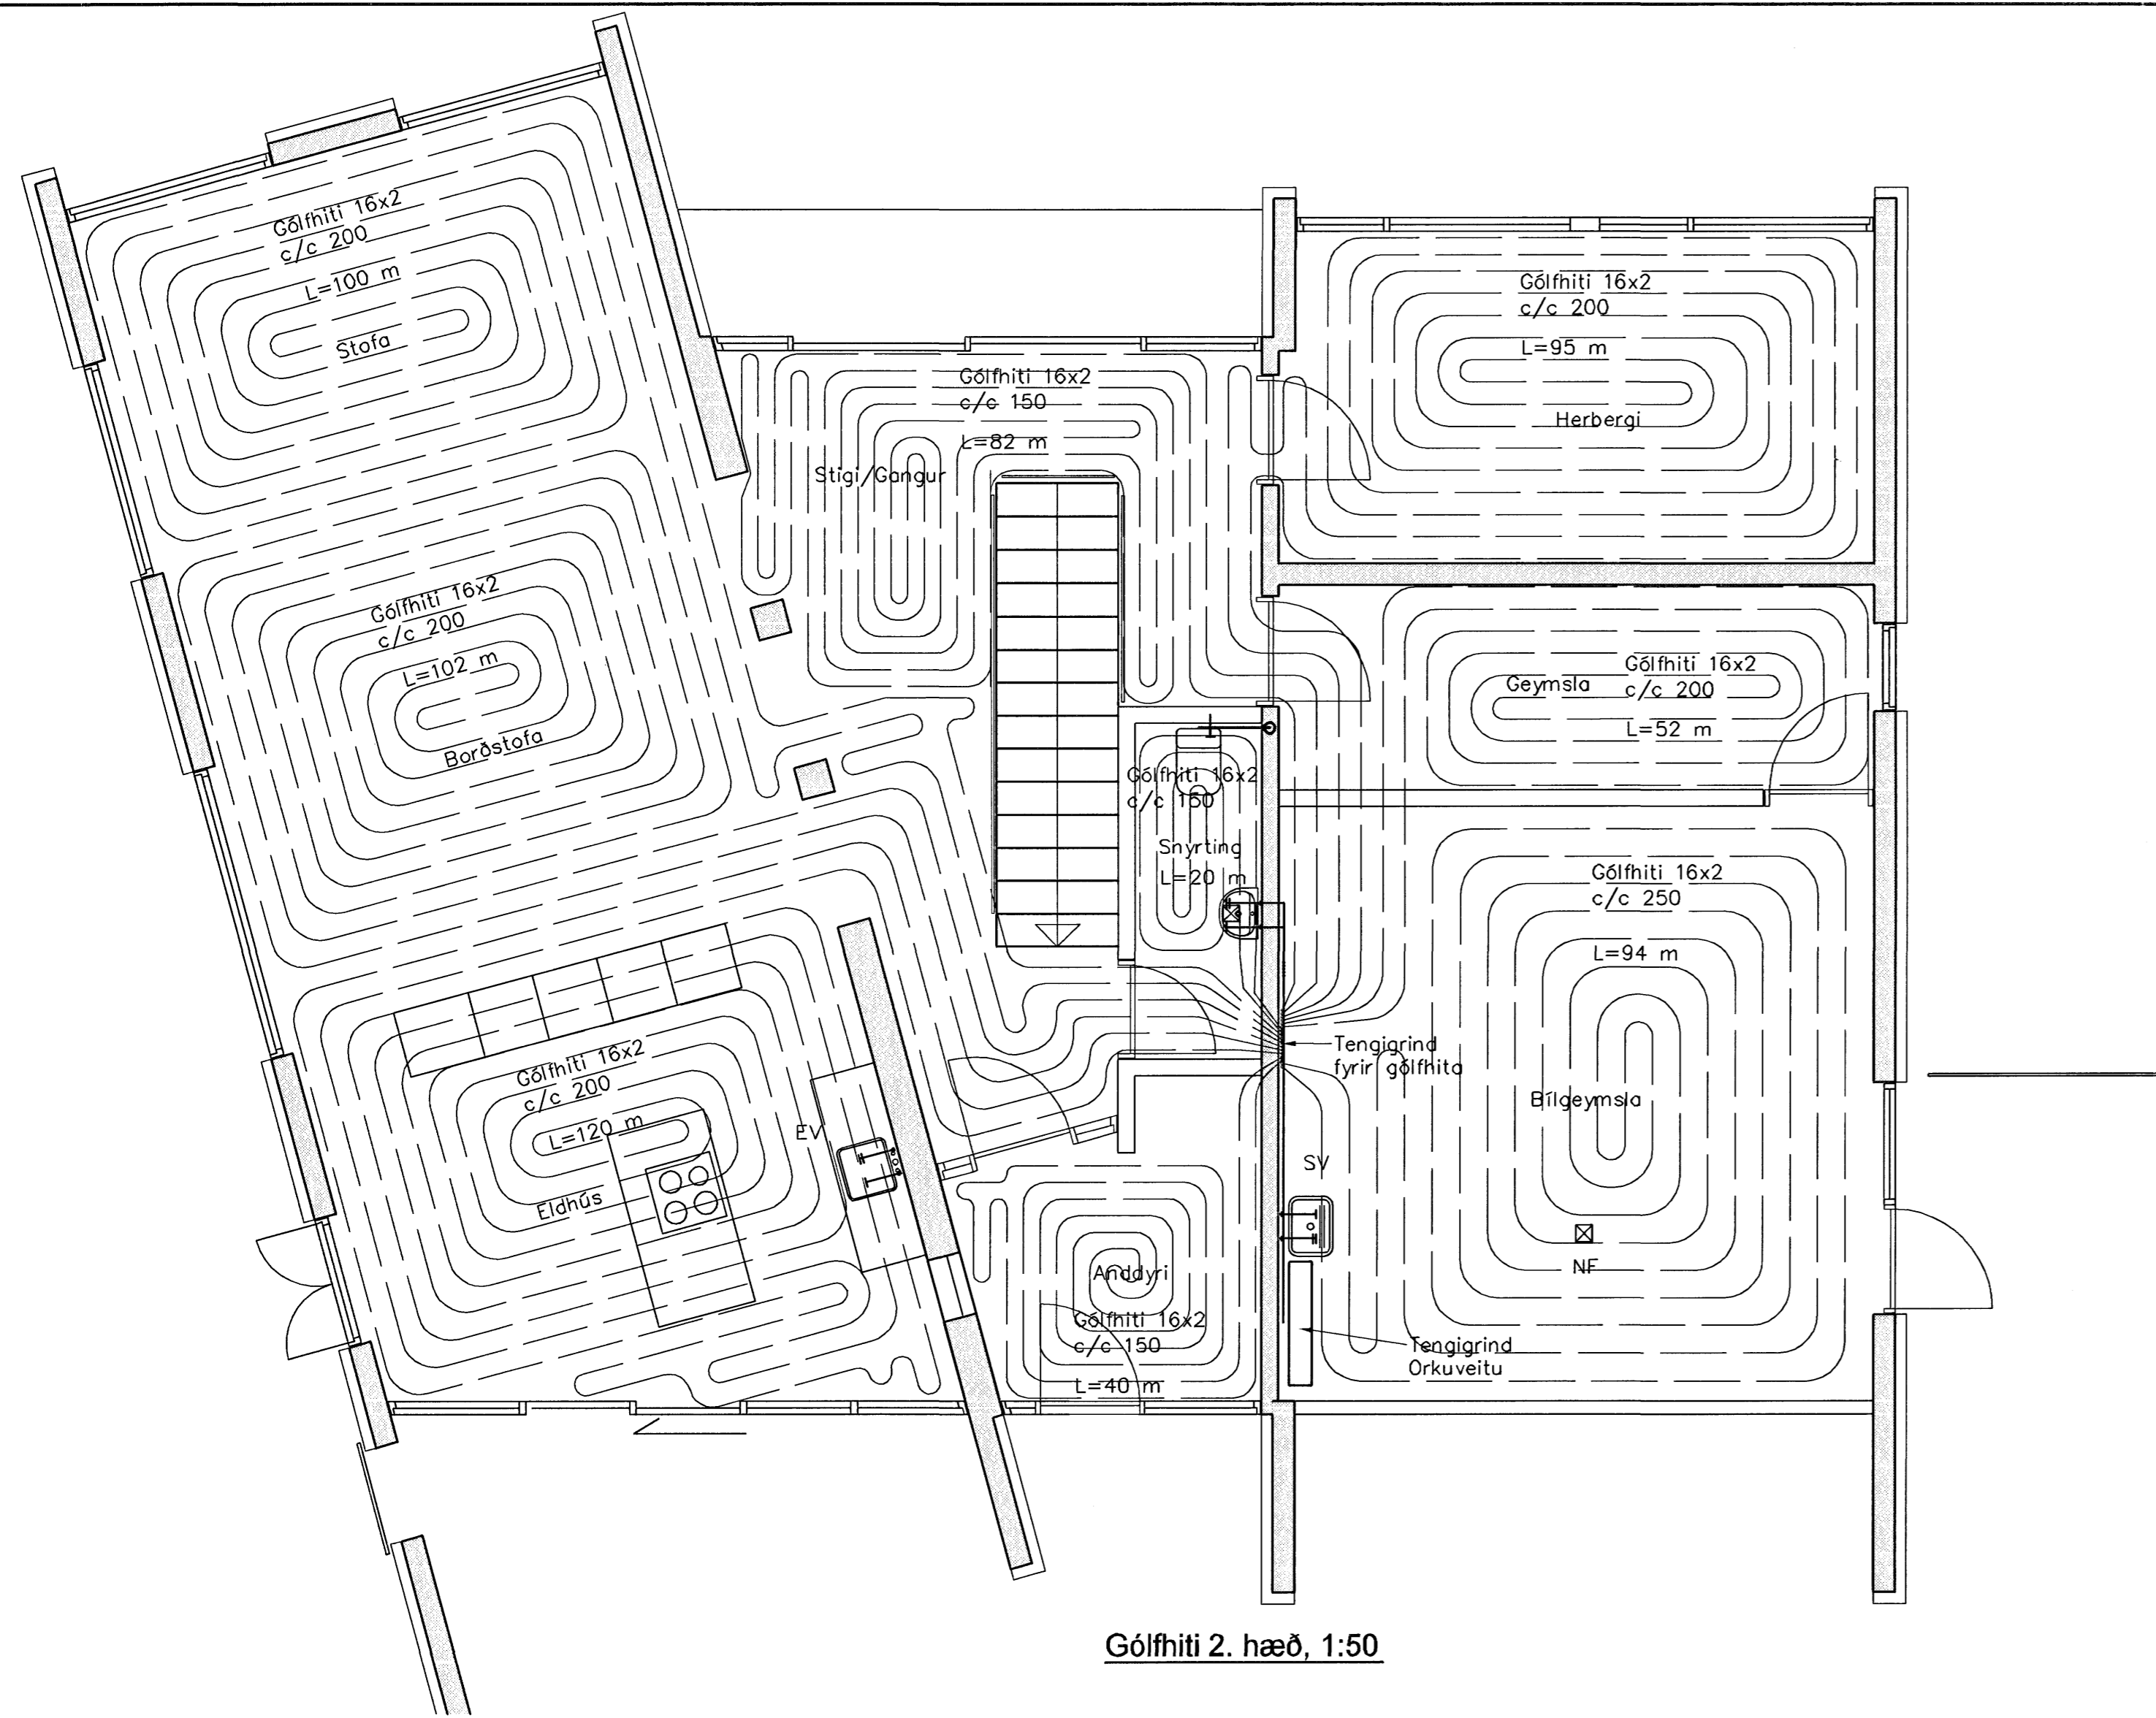 Gólfhiti 16x2
c/c 200
L=100 m
Stofa
Gólfhiti 16x2
c/c 200
L=102 m
Borðstofa
Gólfhiti 16x2
c/c 200
L=120 m
Eldhús
EV
Gólfhiti 16x2
c/c 150
L=82 m
Stigi/Gangur
Gólfhiti 16x2
c/c 150
Snyrting
L=20 m
Anddyri
Gólfhiti 16x2
c/c 150
L=40 m
Gólfhiti 16x2
c/c 200
L=95 m
Herbergi
Geymsla
Gólfhiti 16x2
c/c 200
L=52 m
Gólfhiti 16x2
c/c 250
L=94 m
Tengigrind
fyrir gólfhita
Bílgeymsla
SV
NF
Tengigrind
Orkuveitu
Gólfhiti 2. hæð, 1:50